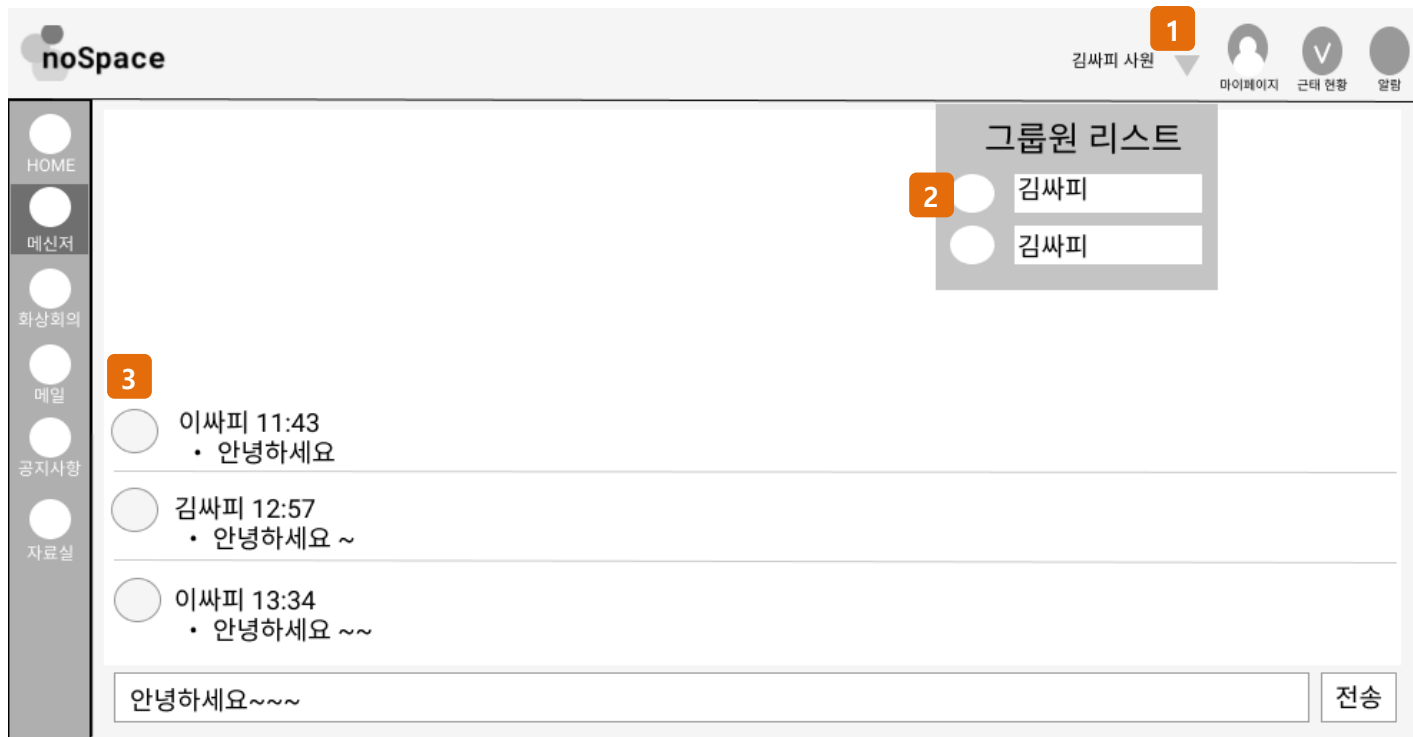 noSpace
김싸피 사원
1
마이페이지
V
근태 현황
알람
HOME
메신저
화상회의
메일
공지사항
자료실
그룹원 리스트
2
김싸피
김싸피
3
이싸피 11:43
• 안녕하세요
김싸피 12:57
• 안녕하세요 ~
이싸피 13:34
• 안녕하세요 ~~
안녕하세요~~~
전송